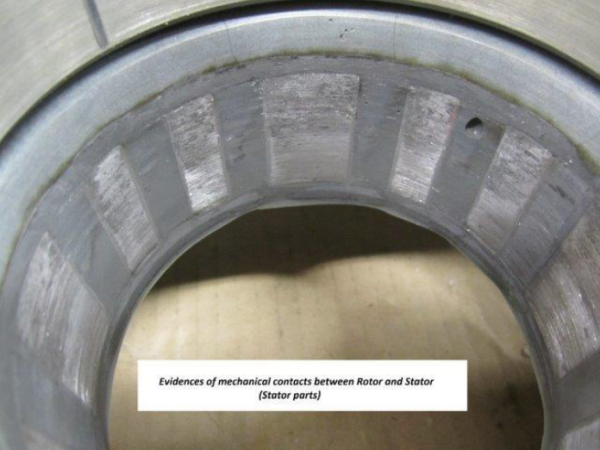 Evidences of mechanical contacts between Rotor and Stator
(Stator parts)